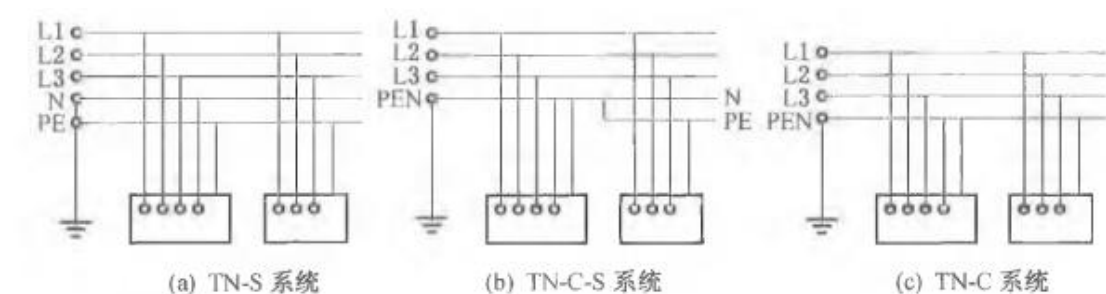 L1
L2
L3
N
PE
(a) TN-S 系统
L1
L2
L3
PEN
N
PE
(b) TN-C-S 系统
L1
L2
L3
PEN
(c) TN-C 系统